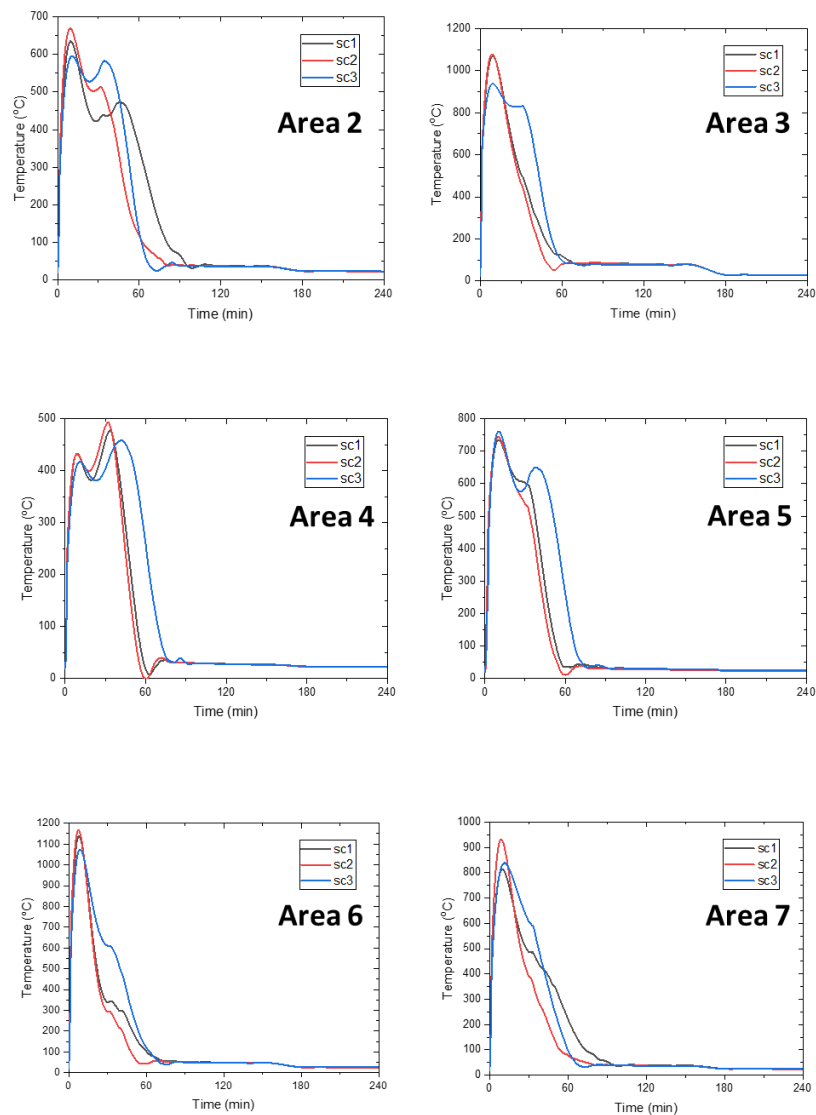 700
600
500
400
300
200
100
0
Temperature (°C)
sc1
sc2
sc3
Area 2
0 60 120 180 240
Time (min)
1200
1000
800
600
400
200
0
Temperature (°C)
sc1
sc2
sc3
Area 3
0 60 120 180 240
Time (min)
500
400
300
200
100
0
Temperature (°C)
sc1
sc2
sc3
Area 4
0 60 120 180 240
Time (min)
800
700
600
500
400
300
200
100
0
Temperature (°C)
sc1
sc2
sc3
Area 5
0 60 120 180 240
Time (min)
1200
1100
1000
900
800
700
600
500
400
300
200
100
0
Temperature (°C)
sc1
sc2
sc3
Area 6
0 60 120 180 240
Time (min)
1000
900
800
700
600
500
400
300
200
100
0
Temperature (°C)
sc1
sc2
sc3
Area 7
0 60 120 180 240
Time (min)